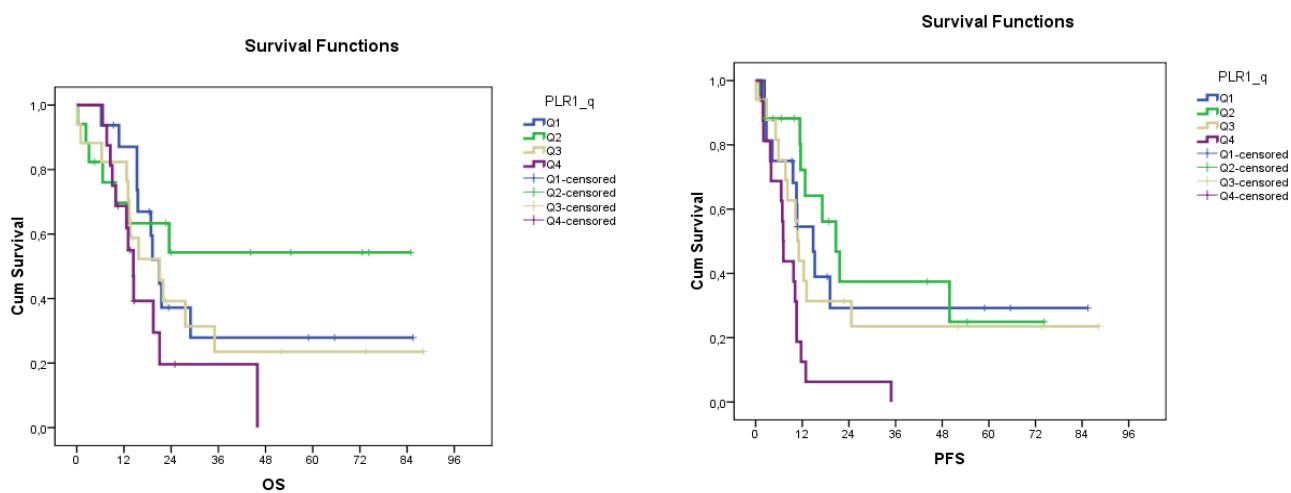 Survival Functions
Cum Survival
1,0
0,8
0,6
0,4
0,2
0,0
0 12 24 36 48 60 72 84 96
OS
PLR1_q
Q1
Q2
Q3
Q4
Q1-censored
Q2-censored
Q3-censored
Q4-censored
Survival Functions
Cum Survival
1,0
0,8
0,6
0,4
0,2
0,0
0 12 24 36 48 60 72 84 96
PFS
PLR1_q
Q1
Q2
Q3
Q4
Q1-censored
Q2-censored
Q3-censored
Q4-censored